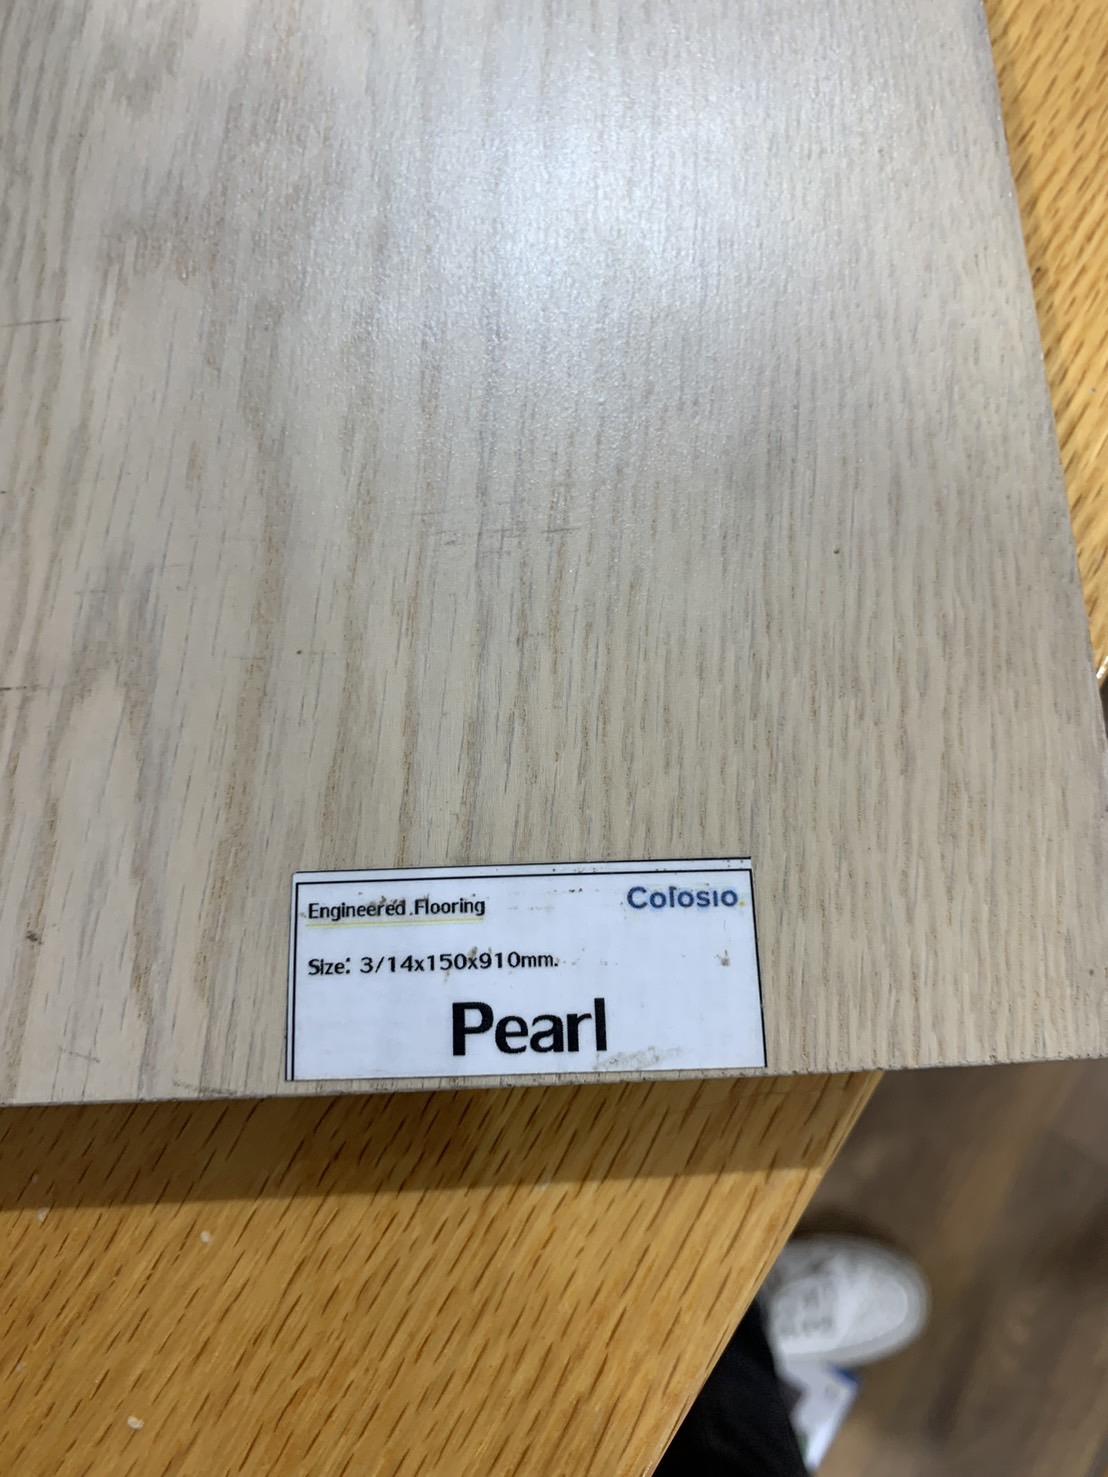 Engineered Flooring
Colosio
Size: 3/14x150x910mm.
Pearl